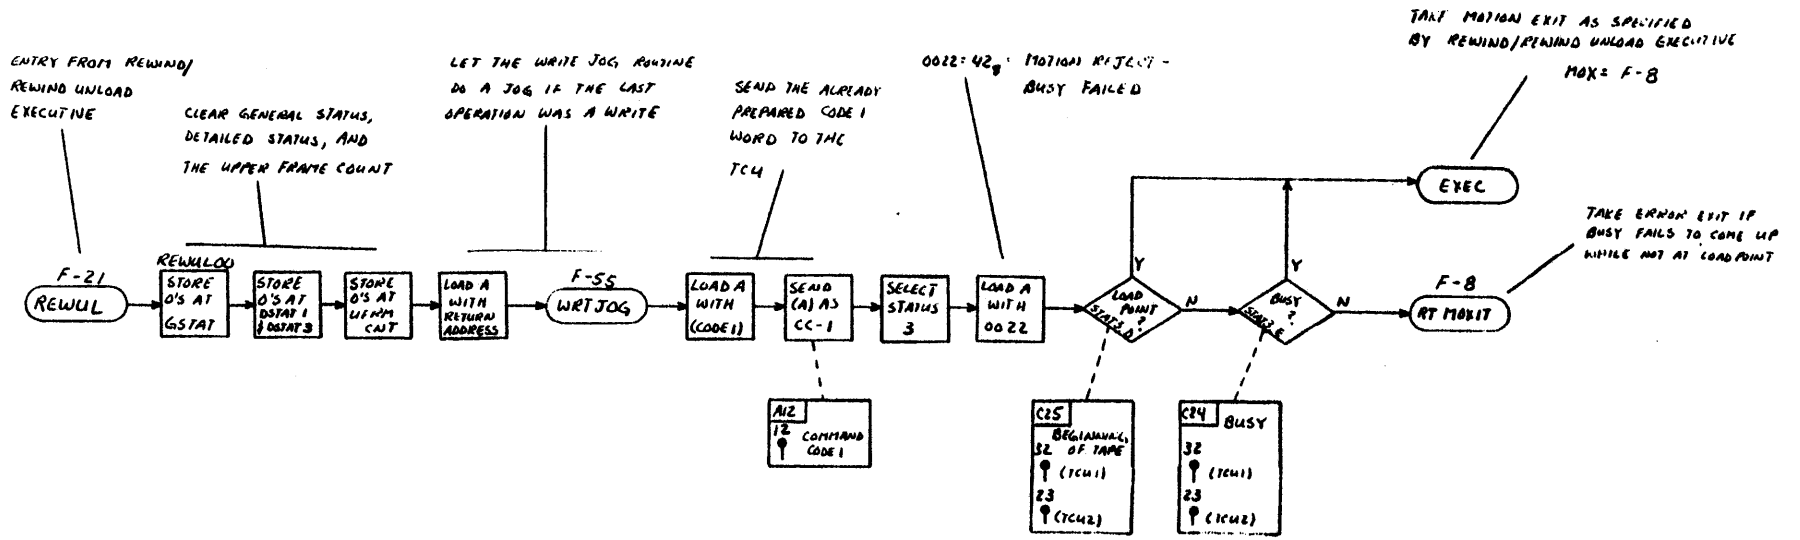 TAKE MOTION EXIT AS SPECIFIED
BY REWIND/REWIND UNLOAD EXECUTIVE
MOX= F-8
ENTRY FROM REWIND/
REWIND UNLOAD
EXECUTIVE
CLEAR GENERAL STATUS,
DETAILED STATUS, AND
THE UPPER FRAME COUNT
LET THE WRITE JOG ROUTINE
DO A JOG IF THE LAST
OPERATION WAS A WRITE
SEND THE ALREADY
PREPARED CODE 1
WORD TO THE
TCU
0022=42₈: MOTION REJECT-
BUSY FAILED
EXEC
TAKE ERROR EXIT IF
BUSY FAILS TO COME UP
WHILE NOT AT LOADPOINT
F-21
REWUL
REWUL00
STORE
0'S AT
GSTAT
STORE
0'S AT
DSTAT 1
& DSTAT 3
STORE
0'S AT
UFRM
CNT
LOAD A
WITH
RETURN
ADDRESS
F-55
WRTJOG
LOAD A
WITH
(CODE 1)
SEND
(A) AS
CC-1
SELECT
STATUS
3
LOAD A
WITH
0022
Y
LOAD
POINT
?
STAT3.D
N
Y
BUSY
?
STAT3.E
N
F-8
RT MOXIT
A12
12
COMMAND
CODE 1
C25
BEGINNING
32 OF TAPE
(TCU1)
23
(TCU2)
C24 BUSY
32
(TCU1)
23
(TCU2)